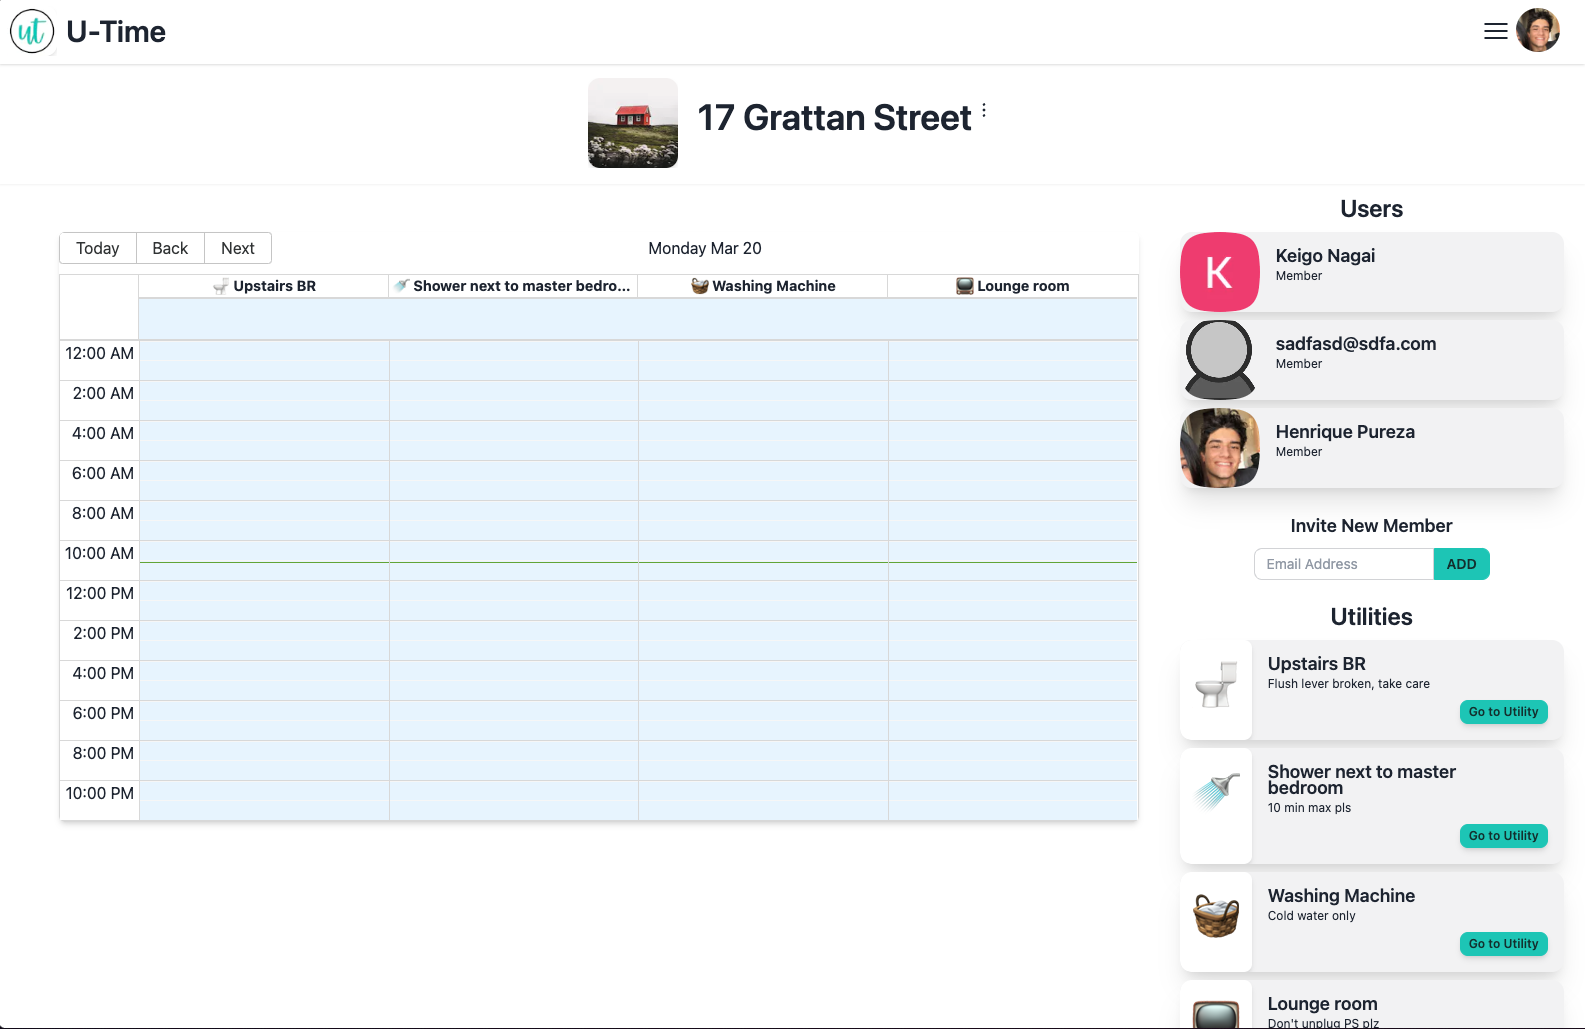 ut
U-Time
17 Grattan Street
Today
Back
Next
Monday Mar 20
Upstairs BR
Shower next to master bedro...
Washing Machine
Lounge room
12:00 AM
2:00 AM
4:00 AM
6:00 AM
8:00 AM
10:00 AM
12:00 PM
2:00 PM
4:00 PM
6:00 PM
8:00 PM
10:00 PM
Users
K
Keigo Nagai
Member
sadfasd@sdfa.com
Member
Henrique Pureza
Member
Invite New Member
Email Address
ADD
Utilities
Upstairs BR
Flush lever broken, take care
Go to Utility
Shower next to master
bedroom
10 min max pls
Go to Utility
Washing Machine
Cold water only
Go to Utility
Lounge room
Don't unplug PS plz